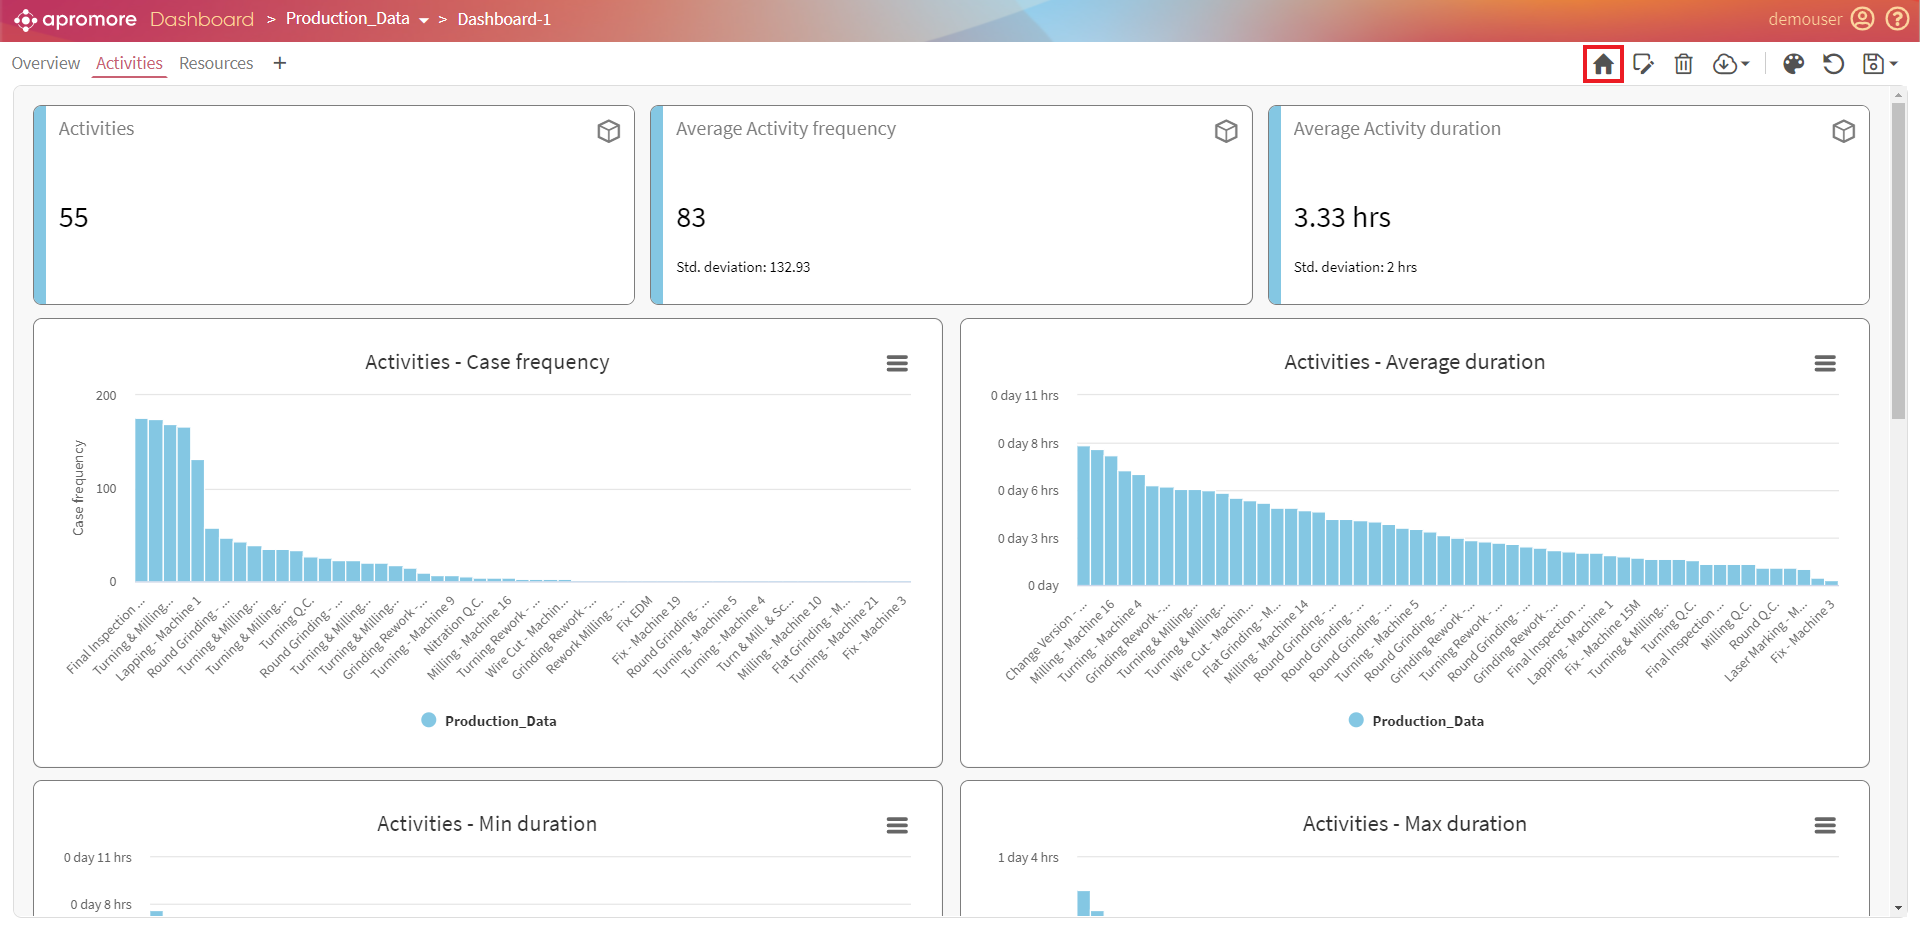 apromore Dashboard > Production_Data > Dashboard-1
demouser ?
Overview Activities Resources +
Activities
55
Average Activity frequency
83
Std. deviation: 132.93
Average Activity duration
3.33 hrs
Std. deviation: 2 hrs
Activities - Case frequency
Case frequency
200
100
0
Final Inspection ...
Turning & Milling...
Lapping - Machine 1
Round Grinding - ...
Turning & Milling...
Turning & Milling...
Turning Q.C.
Round Grinding - ...
Turning & Milling...
Turning & Milling...
Grinding Rework - ...
Turning - Machine 9
Nitration Q.C.
Milling - Machine 16
Turning Rework - ...
Wire Cut - Machin...
Grinding Rework - ...
Rework Milling - ...
Fix EDM
Fix - Machine 19
Round Grinding - ...
Turning - Machine 5
Turning - Machine 4
Turn & Mill. & Sc...
Milling - Machine 10
Flat Grinding - M...
Turning - Machine 21
Fix - Machine 3
Production_Data
Activities - Average duration
0 day 11 hrs
0 day 8 hrs
0 day 6 hrs
0 day 3 hrs
0 day
Change Version - ...
Milling - Machine 16
Turning - Machine 4
Grinding Rework - ...
Turning & Milling...
Turning & Milling...
Wire Cut - Machin...
Flat Grinding - M...
Milling - Machine 14
Round Grinding - ...
Round Grinding - ...
Round Grinding - ...
Turning - Machine 5
Round Grinding - ...
Grinding Rework - ...
Turning Rework - ...
Round Grinding - ...
Grinding Rework - ...
Final Inspection ...
Lapping - Machine 1
Fix - Machine 15M
Turning & Milling...
Turning Q.C.
Final Inspection ...
Milling Q.C.
Round Q.C.
Laser Marking - M...
Fix - Machine 3
Production_Data
Activities - Min duration
0 day 11 hrs
0 day 8 hrs
Activities - Max duration
1 day 4 hrs